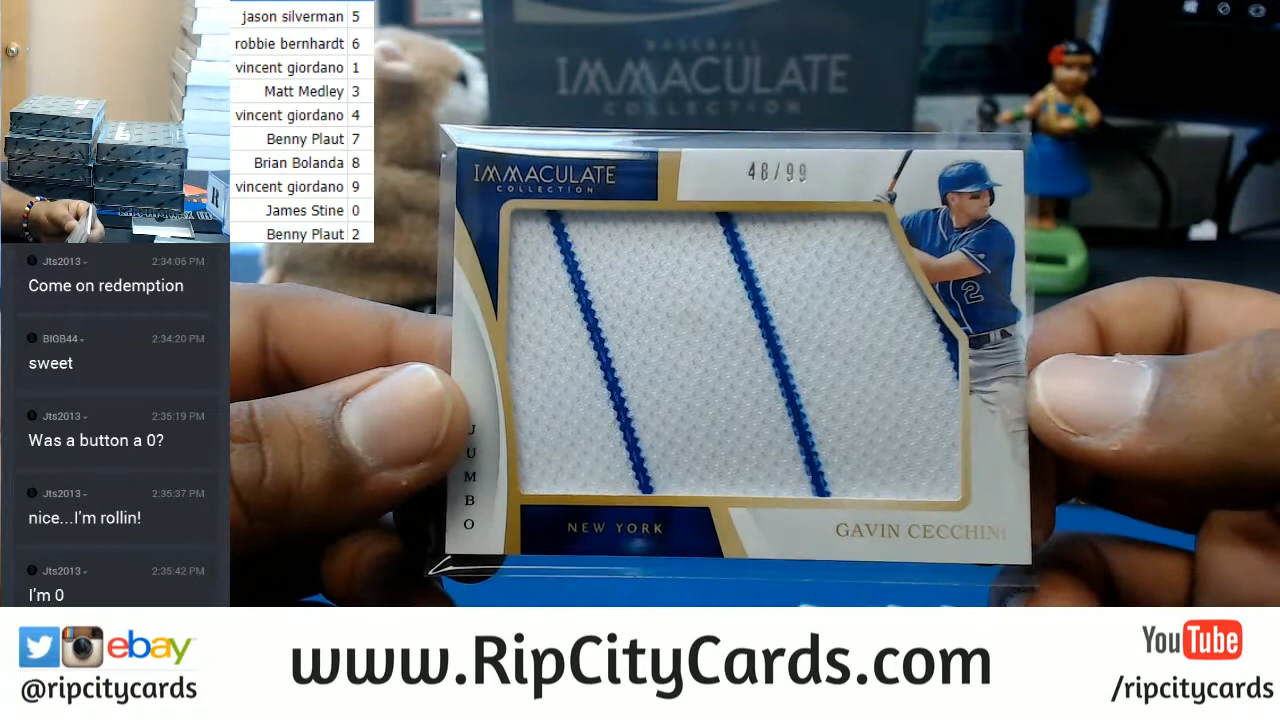 jason silverman 5
robbie bernhardt 6
vincent giordano 1
Matt Medley 3
vincent giordano 4
Benny Plaut 7
Brian Bolanda 8
vincent giordano 9
James Stine 0
Benny Plaut 2
Jts2013 2:34:06 PM
Come on redemption
BIGB44 2:34:20 PM
sweet
Jts2013 2:35:19 PM
Was a button a 0?
Jts2013 2:35:37 PM
nice...I'm rollin!
Jts2013 2:35:42 PM
I'm 0
BASEBALL
IMMACULATE
COLLECTION
IMMACULATE
COLLECTION
48/99
2
JUMBO
NEW YORK
GAVIN CECCHINI
R
ebay
@ripcitycards
www.RipCityCards.com
YouTube
/ripcitycards